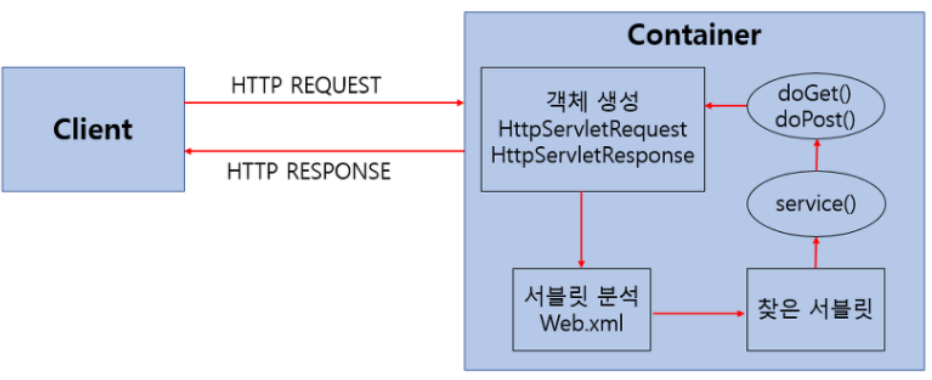 Container
Client
HTTP REQUEST
HTTP RESPONSE
객체 생성
HttpServletRequest
HttpServletResponse
doGet()
doPost()
service()
서블릿 분석
Web.xml
찾은 서블릿